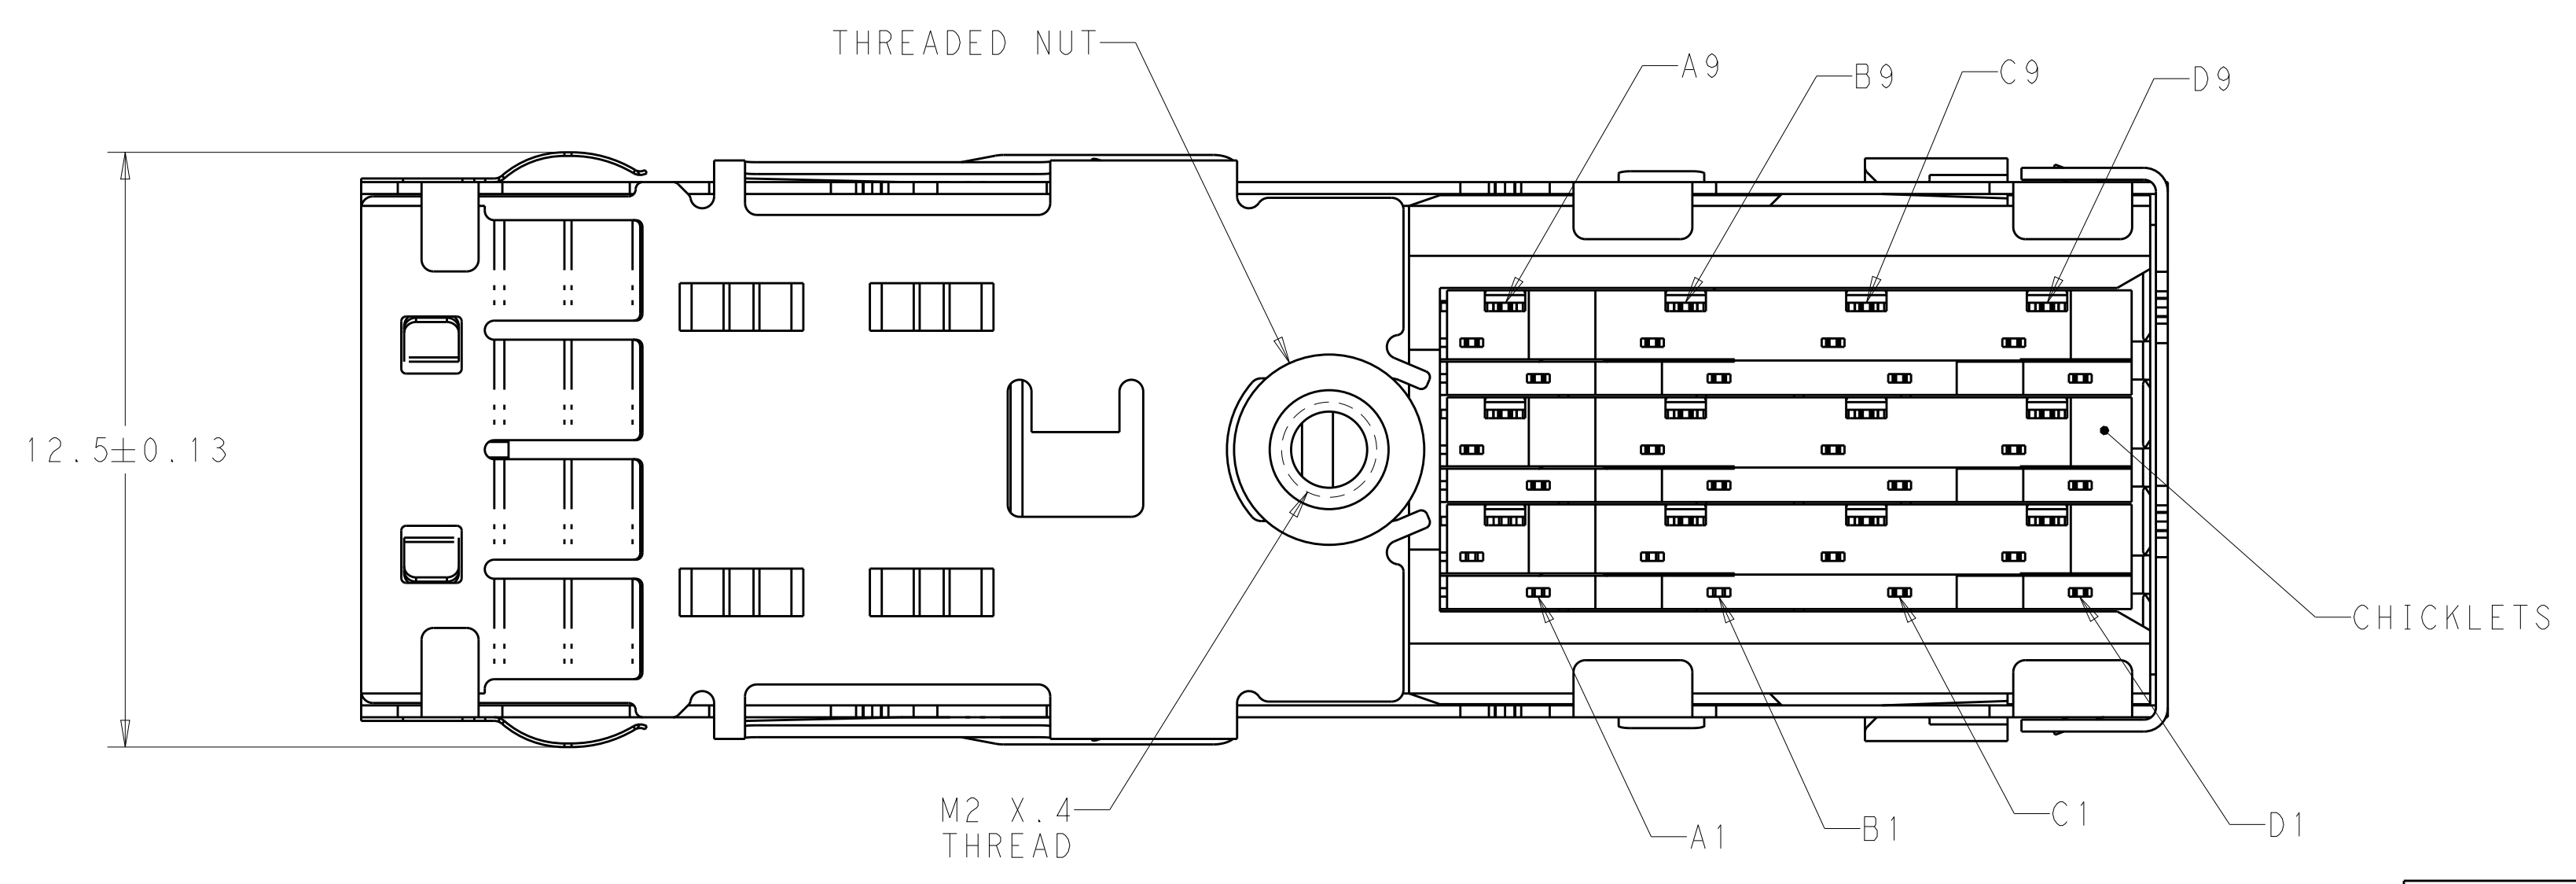 THREADED NUT
A9
B9
C9
D9
12.5±0.13
CHICKLETS
M2 X.4
THREAD
A1
B1
C1
D1